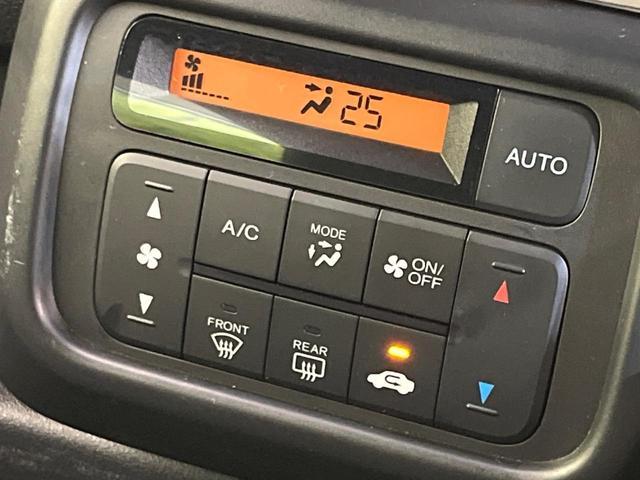 25
AUTO
A/C
MODE
ON/
OFF
FRONT
REAR